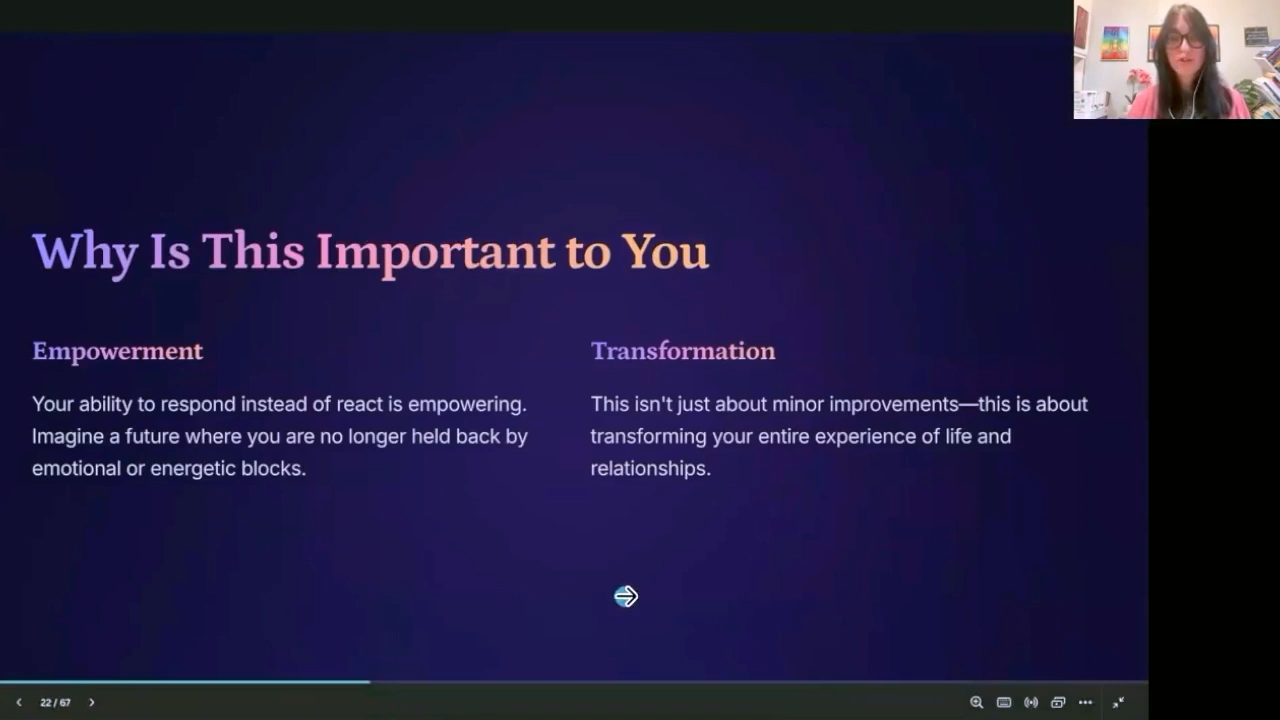 Why Is This Important to You
Empowerment
Your ability to respond instead of react is empowering.
Imagine a future where you are no longer held back by
emotional or energetic blocks.
Transformation
This isn't just about minor improvements—this is about
transforming your entire experience of life and
relationships.
22 / 67